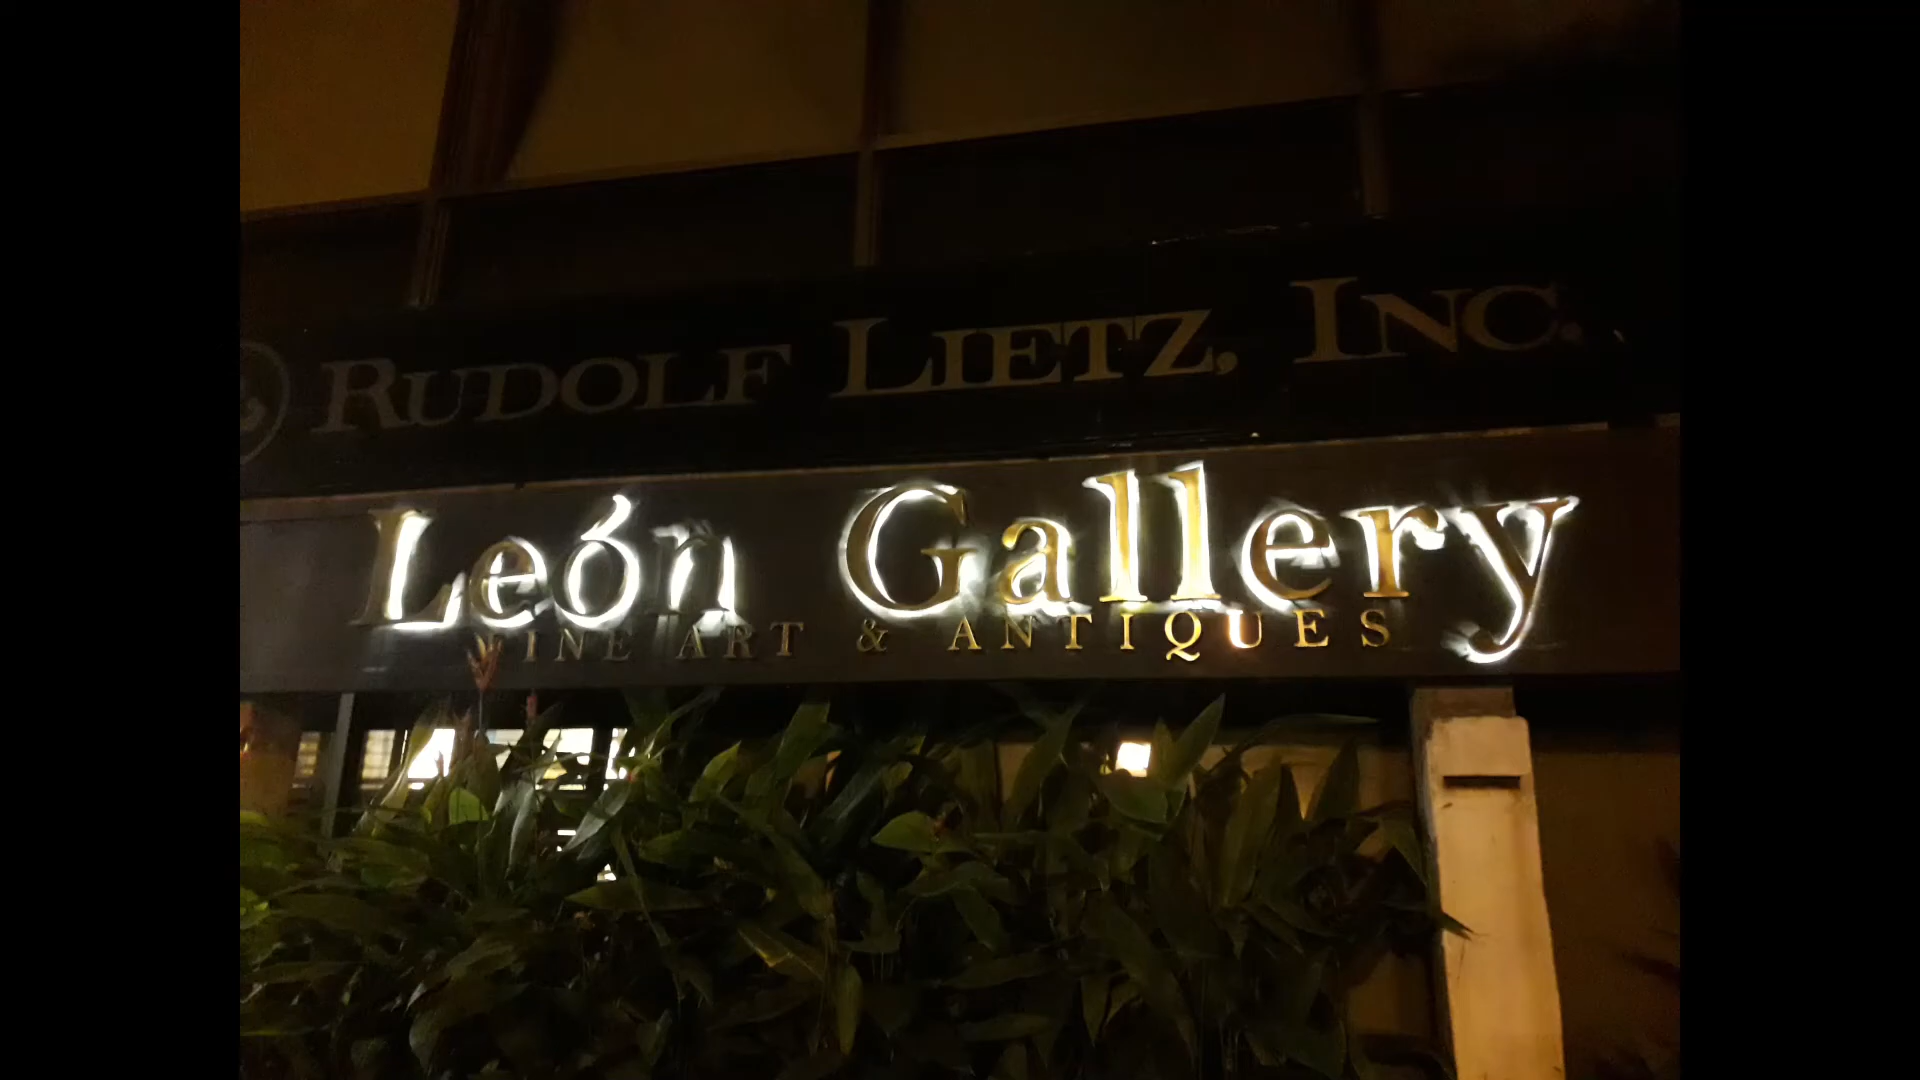 RUDOLF LIETZ, INC.
León Gallery
FINE ART & ANTIQUES